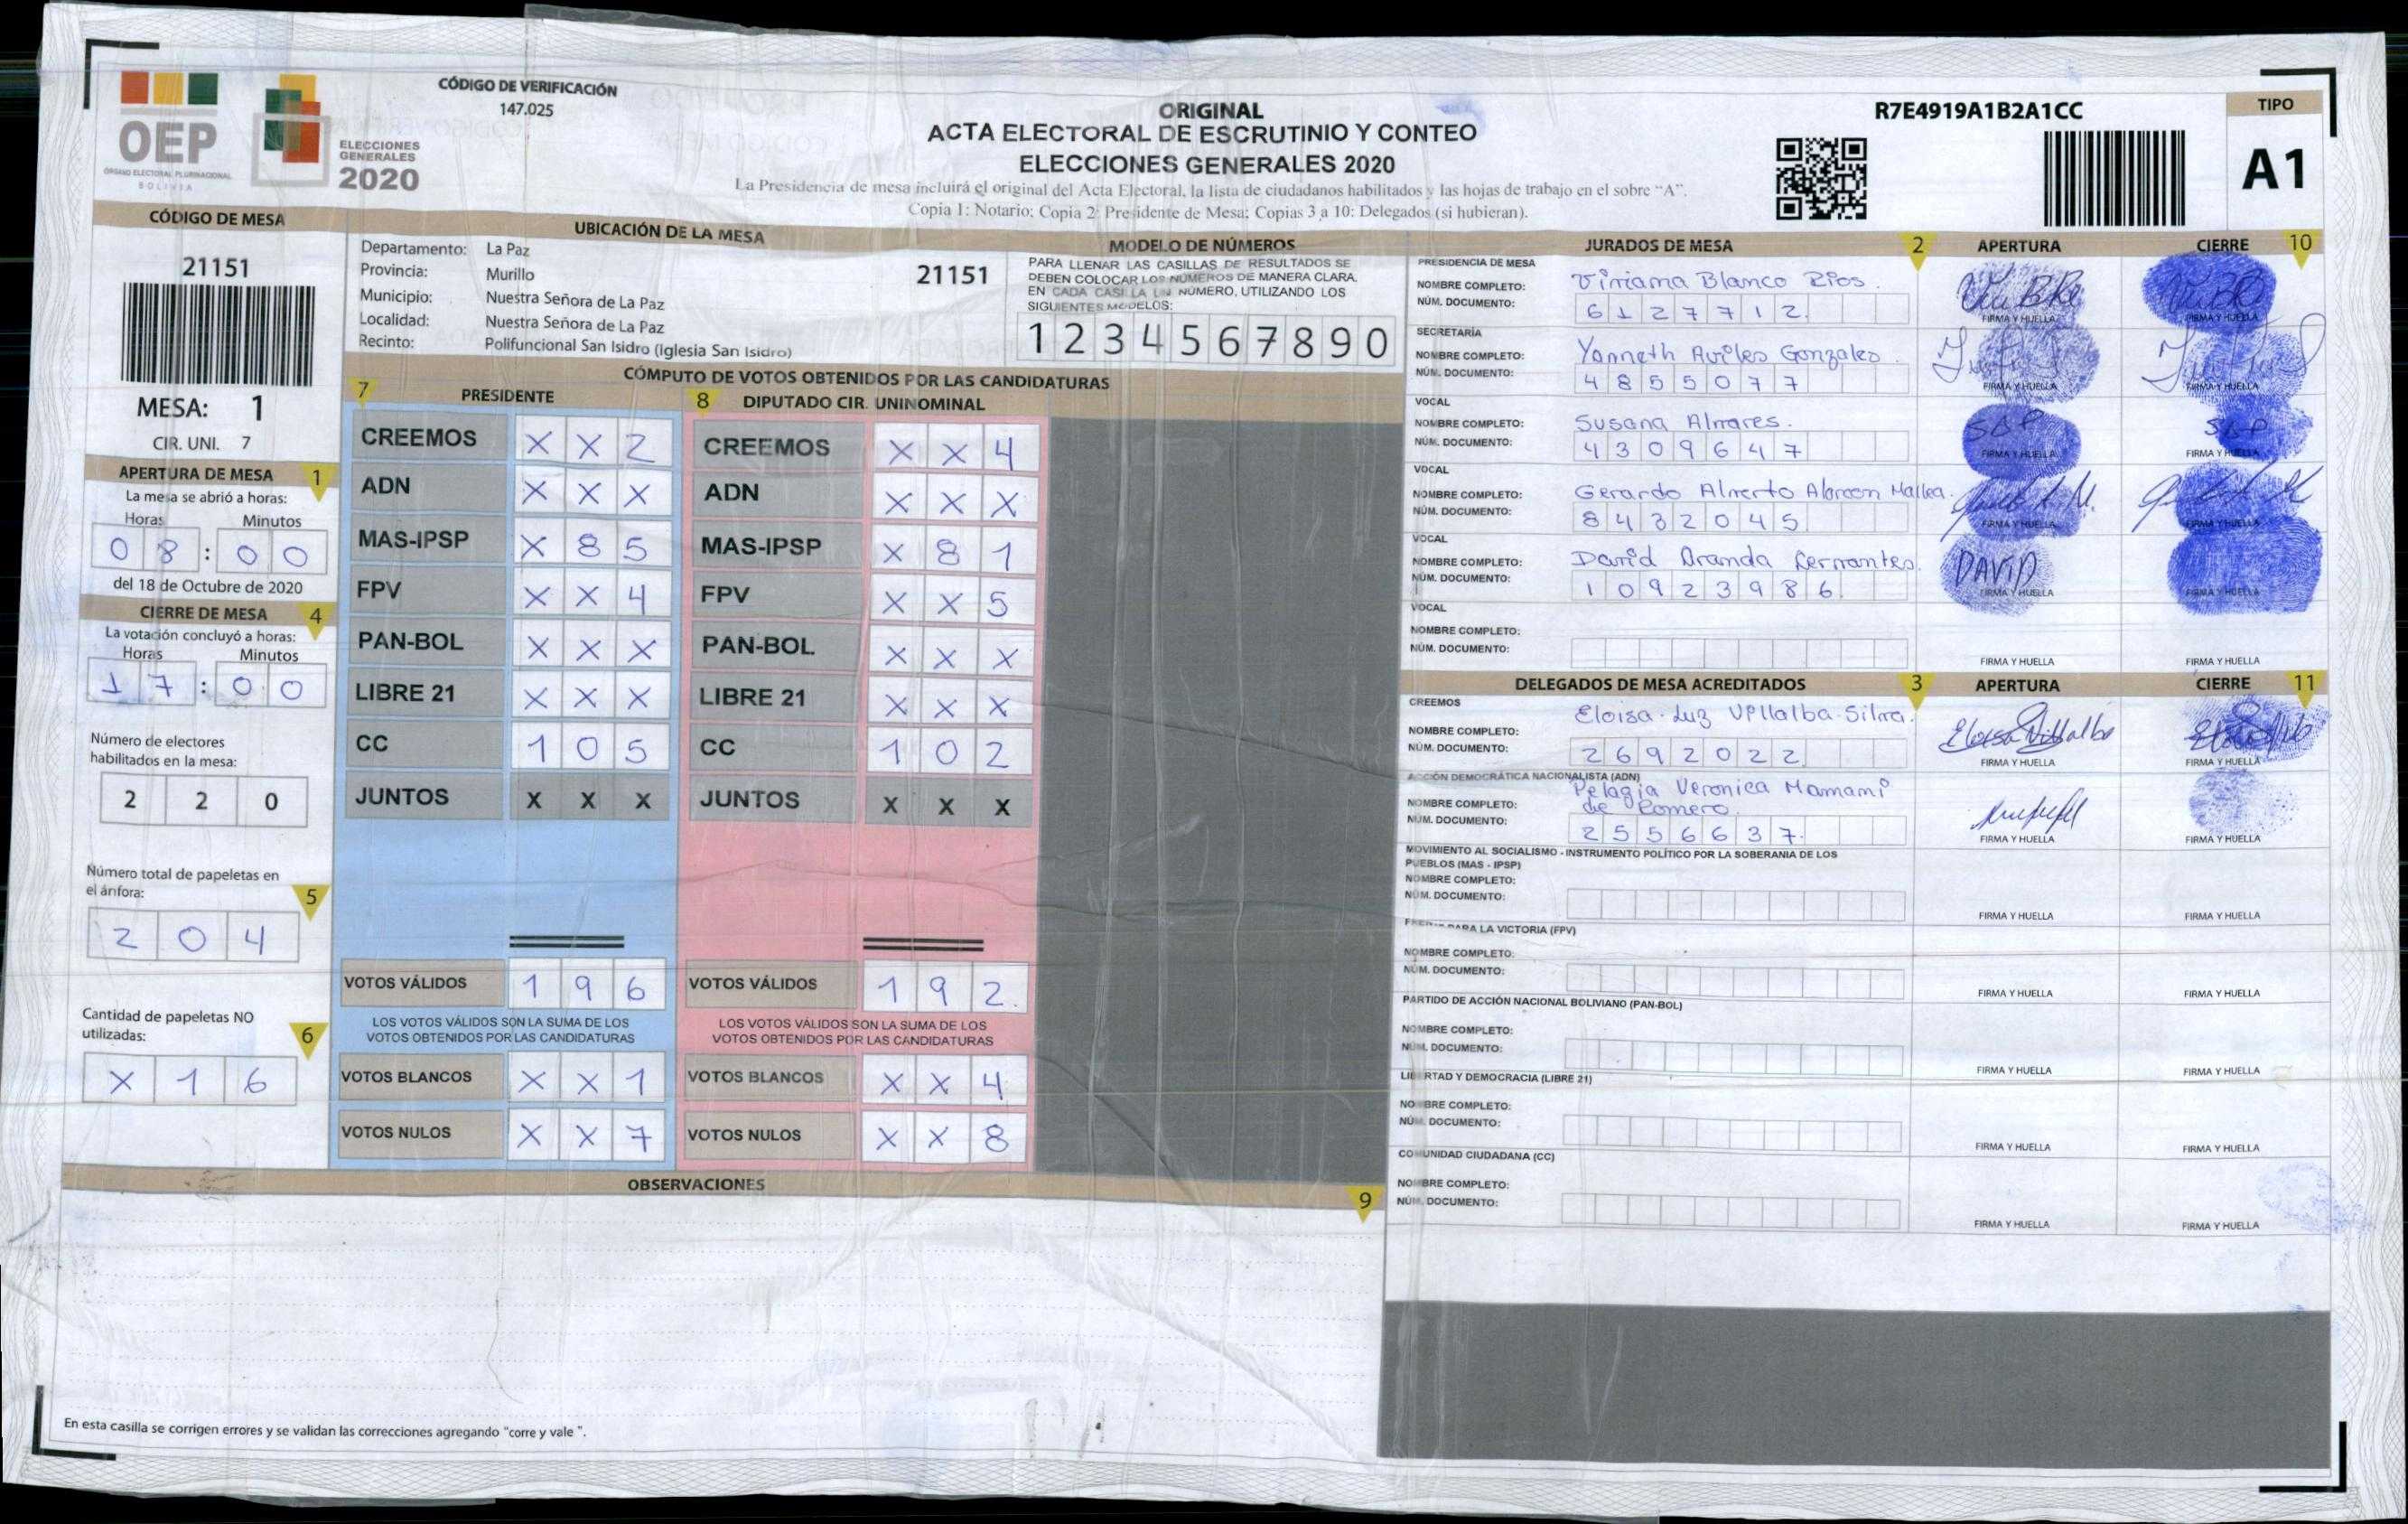 CÓDIGO DE VERIFICACIÓN
147.025
OEP
ÓRGANO ELECTORAL PLURINACIONAL
BOLIVIA
ELECCIONES
GENERALES
2020
ORIGINAL
ACTA ELECTORAL DE ESCRUTINIO Y CONTEO
ELECCIONES GENERALES 2020
La Presidencia de mesa incluirá el original del Acta Electoral, la lista de ciudadanos habilitados y las hojas de trabajo en el sobre “A”.
Copia 1: Notario; Copia 2: Presidente de Mesa; Copias 3 a 10: Delegados (si hubieran).
R7E4919A1B2A1CC
TIPO
A1
CÓDIGO DE MESA
21151
MESA: 1
CIR. UNI. 7
APERTURA DE MESA 1
La mesa se abrió a horas:
Horas Minutos
0 8 : 0 0
del 18 de Octubre de 2020
CIERRE DE MESA 4
La votación concluyó a horas:
Horas Minutos
1 7 : 0 0
Número de electores
habilitados en la mesa:
2 2 0
Número total de papeletas en
el ánfora: 5
2 0 4
Cantidad de papeletas NO
utilizadas: 6
X 1 6
UBICACIÓN DE LA MESA
Departamento: La Paz
Provincia: Murillo
Municipio: Nuestra Señora de La Paz
Localidad: Nuestra Señora de La Paz
Recinto: Polifuncional San Isidro (Iglesia San Isidro)
21151
MODELO DE NÚMEROS
PARA LLENAR LAS CASILLAS DE RESULTADOS SE
DEBEN COLOCAR LOS NÚMEROS DE MANERA CLARA.
EN CADA CASILLA UN NÚMERO, UTILIZANDO LOS
SIGUIENTES MODELOS:
1 2 3 4 5 6 7 8 9 0
CÓMPUTO DE VOTOS OBTENIDOS POR LAS CANDIDATURAS
7 PRESIDENTE
CREEMOS X X 2
ADN X X X
MAS-IPSP X 8 5
FPV X X 4
PAN-BOL X X X
LIBRE 21 X X X
CC 1 0 5
JUNTOS X X X
VOTOS VÁLIDOS 1 9 6
LOS VOTOS VÁLIDOS SON LA SUMA DE LOS
VOTOS OBTENIDOS POR LAS CANDIDATURAS
VOTOS BLANCOS X X 1
VOTOS NULOS X X 7
8 DIPUTADO CIR. UNINOMINAL
CREEMOS X X 4
ADN X X X
MAS-IPSP X 8 1
FPV X X 5
PAN-BOL X X X
LIBRE 21 X X X
CC 1 0 2
JUNTOS X X X
VOTOS VÁLIDOS 1 9 2.
LOS VOTOS VÁLIDOS SON LA SUMA DE LOS
VOTOS OBTENIDOS POR LAS CANDIDATURAS
VOTOS BLANCOS X X 4
VOTOS NULOS X X 8
OBSERVACIONES 9
En esta casilla se corrigen errores y se validan las correcciones agregando "corre y vale ".
JURADOS DE MESA 2 APERTURA CIERRE 10
PRESIDENCIA DE MESA
NOMBRE COMPLETO: Viviana Blanco Rios.
NÚM. DOCUMENTO: 6 1 2 7 7 1 2.
FIRMA Y HUELLA FIRMA Y HUELLA
SECRETARÍA
NOMBRE COMPLETO: Yanneth Aviles Gonzales.
NÚM. DOCUMENTO: 4 8 5 5 0 7 7
FIRMA Y HUELLA FIRMA Y HUELLA
VOCAL
NOMBRE COMPLETO: Susana Alvares.
NÚM. DOCUMENTO: 4 3 0 9 6 4 7
SAP SAP
FIRMA Y HUELLA FIRMA Y HUELLA
VOCAL
NOMBRE COMPLETO: Gerardo Alverto Alarcon Mallea.
NÚM. DOCUMENTO: 8 4 3 2 0 4 5
FIRMA Y HUELLA FIRMA Y HUELLA
VOCAL
NOMBRE COMPLETO: David Aranda Cervantes.
NÚM. DOCUMENTO: 1 0 9 2 3 9 8 6
DAVID
FIRMA Y HUELLA FIRMA Y HUELLA
VOCAL
NOMBRE COMPLETO:
NÚM. DOCUMENTO:
FIRMA Y HUELLA FIRMA Y HUELLA
DELEGADOS DE MESA ACREDITADOS 3 APERTURA CIERRE 11
CREEMOS
NOMBRE COMPLETO: Eloisa Luz Villalba Silva.
NÚM. DOCUMENTO: 2 6 9 2 0 2 2
Eloisa Villalba
FIRMA Y HUELLA FIRMA Y HUELLA
ACCIÓN DEMOCRÁTICA NACIONALISTA (ADN)
NOMBRE COMPLETO: Pelagia Veronica Mamani
de Romero.
NÚM. DOCUMENTO: 2 5 5 6 6 3 7.
FIRMA Y HUELLA FIRMA Y HUELLA
MOVIMIENTO AL SOCIALISMO - INSTRUMENTO POLÍTICO POR LA SOBERANIA DE LOS
PUEBLOS (MAS - IPSP)
NOMBRE COMPLETO:
NÚM. DOCUMENTO:
FIRMA Y HUELLA FIRMA Y HUELLA
PARA LA VICTORIA (FPV)
NOMBRE COMPLETO:
NÚM. DOCUMENTO:
FIRMA Y HUELLA FIRMA Y HUELLA
PARTIDO DE ACCIÓN NACIONAL BOLIVIANO (PAN-BOL)
NOMBRE COMPLETO:
NÚM. DOCUMENTO:
FIRMA Y HUELLA FIRMA Y HUELLA
LIBERTAD Y DEMOCRACIA (LIBRE 21)
NOMBRE COMPLETO:
NÚM. DOCUMENTO:
FIRMA Y HUELLA FIRMA Y HUELLA
COMUNIDAD CIUDADANA (CC)
NOMBRE COMPLETO:
NÚM. DOCUMENTO:
FIRMA Y HUELLA FIRMA Y HUELLA